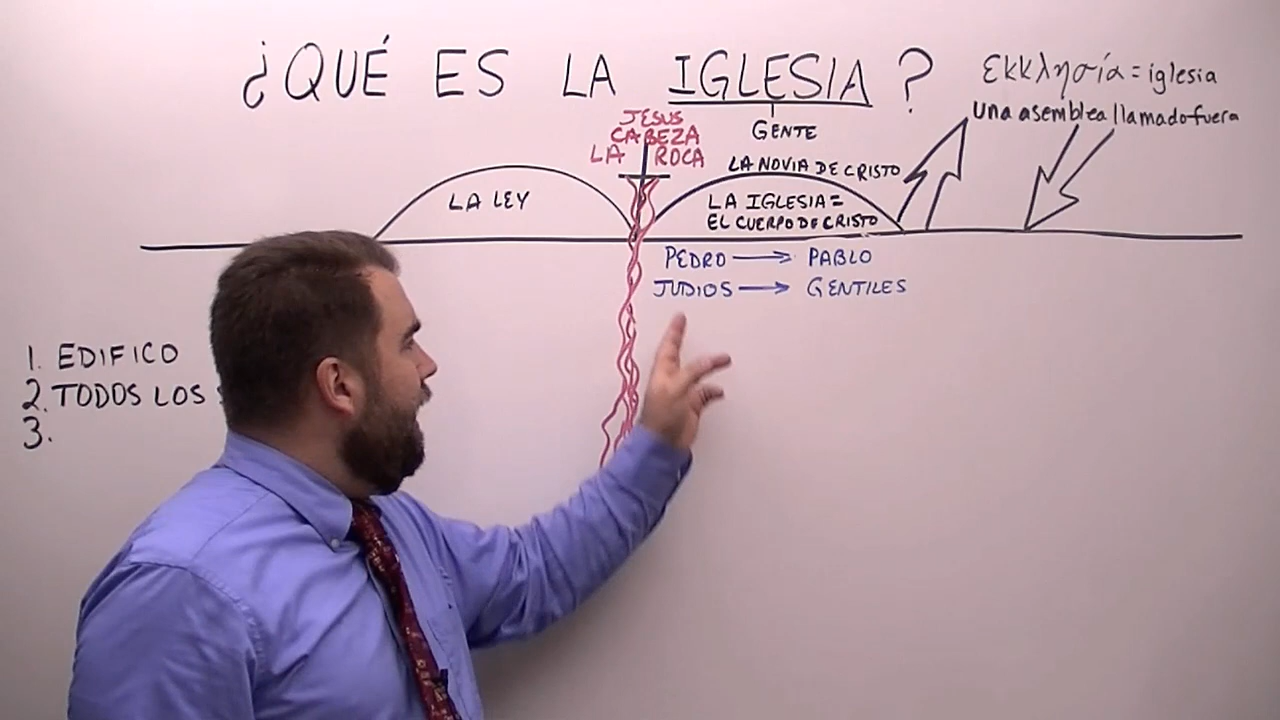 ¿QUÉ ES LA IGLESIA?
εκκλησία = iglesia
una asemblea llamado fuera
GENTE
JESUS
CABEZA
LA ROCA
LA NOVIA DE CRISTO
LA LEY
LA IGLESIA =
EL CUERPO DE CRISTO
PEDRO → PABLO
JUDIOS → GENTILES
1. EDIFICO
2. TODOS LOS
3.